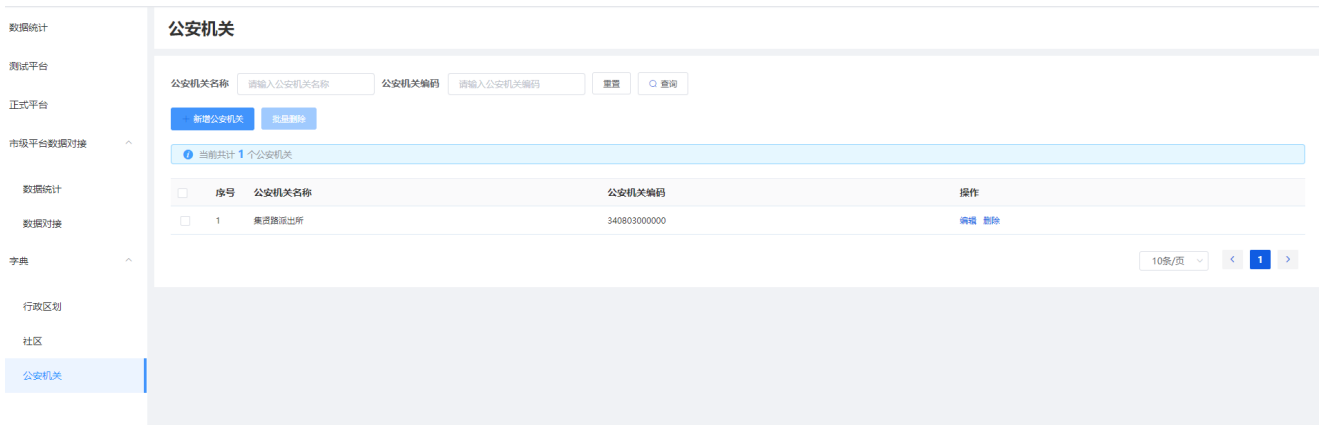 数据统计
测试平台
正式平台
市级平台数据对接
数据统计
数据对接
字典
行政区划
社区
公安机关
公安机关
公安机关名称 请输入公安机关名称 公安机关编码 请输入公安机关编码 重置 查询
+ 新增公安机关 批量删除
当前共计 1 个公安机关
序号 公安机关名称 公安机关编码 操作
1 集贤路派出所 340803000000 编辑 删除
10条/页 < 1 >